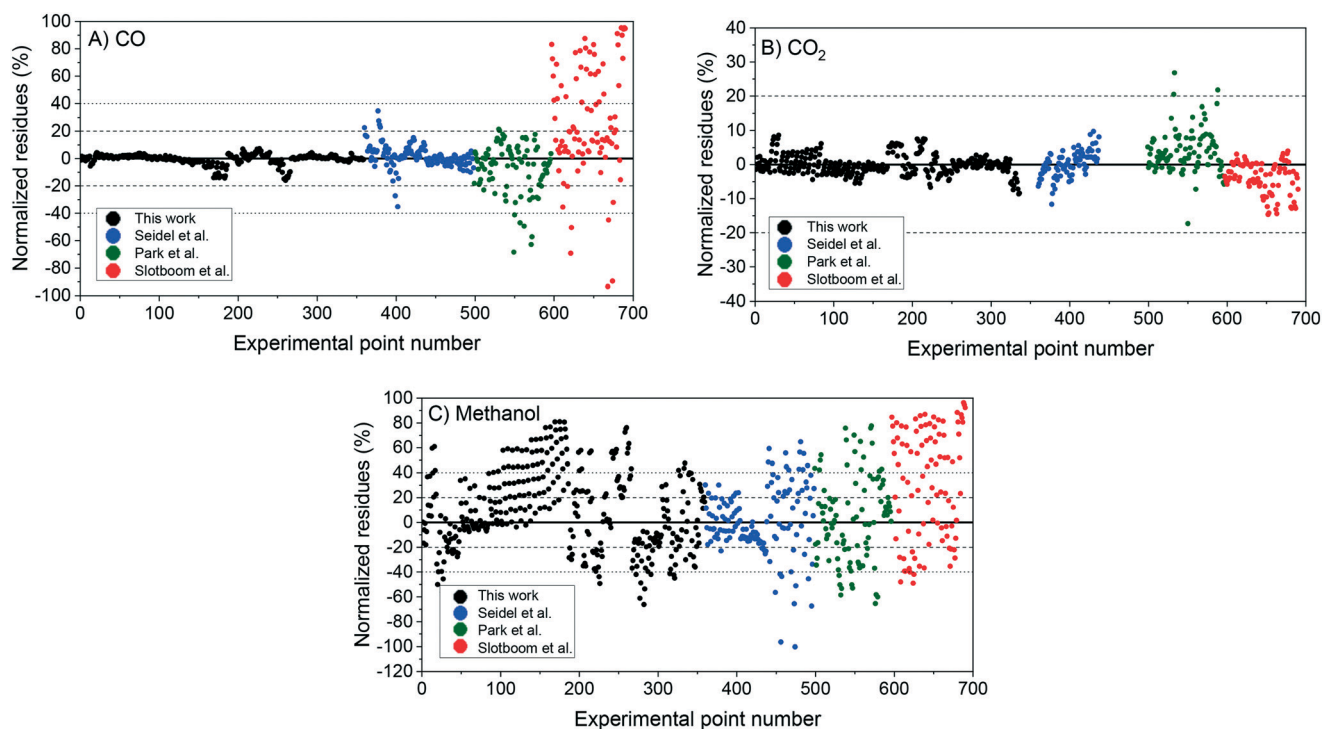 A) CO
Normalized residues (%)
100
80
60
40
20
0
-20
-40
-60
-80
-100
This work
Seidel et al.
Park et al.
Slotboom et al.
0 100 200 300 400 500 600 700
Experimental point number
B) CO₂
Normalized residues (%)
40
30
20
10
0
-10
-20
-30
-40
This work
Seidel et al.
Park et al.
Slotboom et al.
0 100 200 300 400 500 600 700
Experimental point number
C) Methanol
Normalized residues (%)
100
80
60
40
20
0
-20
-40
-60
-80
-100
-120
This work
Seidel et al.
Park et al.
Slotboom et al.
0 100 200 300 400 500 600 700
Experimental point number